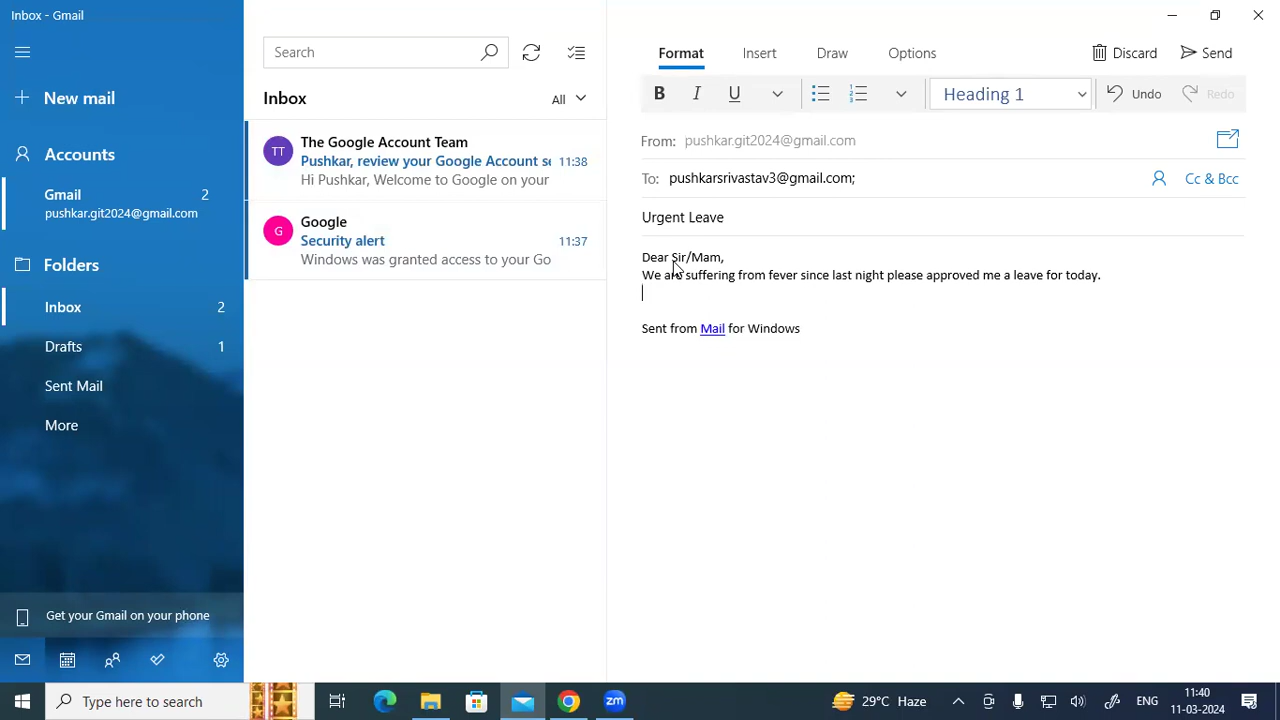 Inbox - Gmail
New mail
Accounts
Gmail 2
pushkar.git2024@gmail.com
Folders
Inbox 2
Drafts 1
Sent Mail
More
Get your Gmail on your phone
Search
Inbox
All
TT
The Google Account Team
Pushkar, review your Google Account se 11:38
Hi Pushkar, Welcome to Google on your
G
Google
Security alert 11:37
Windows was granted access to your Go
Format Insert Draw Options Discard Send
B I U Heading 1 Undo Redo
From: pushkar.git2024@gmail.com
To: pushkarsrivastav3@gmail.com; Cc & Bcc
Urgent Leave
Dear Sir/Mam,
We are suffering from fever since last night please approved me a leave for today.
Sent from Mail for Windows
Type here to search
zm
29°C Haze
ENG
11:40
11-03-2024